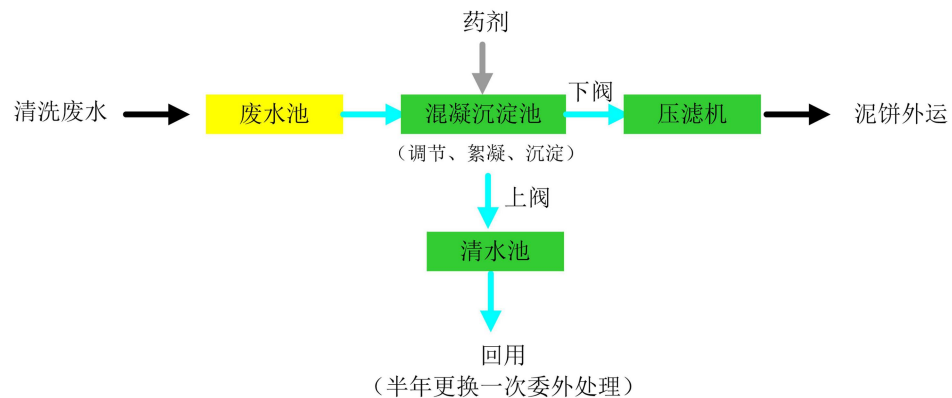 药剂
清洗废水
废水池
混凝沉淀池
下阀
压滤机
泥饼外运
（调节、絮凝、沉淀）
上阀
清水池
回用
（半年更换一次委外处理）